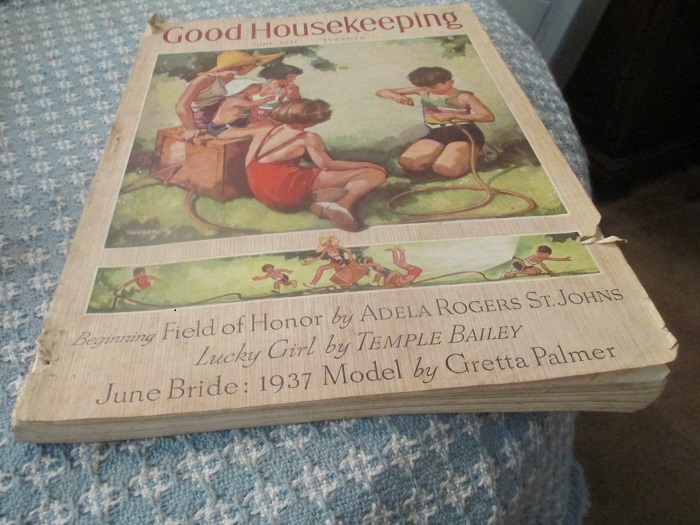 Good Housekeeping
Beginning Field of Honor by ADELA ROGERS ST. JOHNS
Lucky Girl by TEMPLE BAILEY
June Bride: 1937 Model by Gretta Palmer